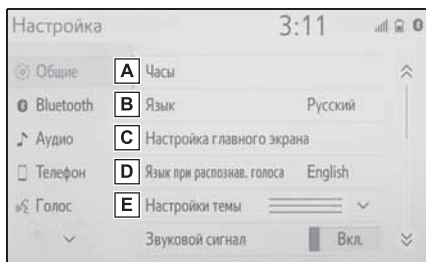 Настройка 3:11
Общие A Часы
Bluetooth B Язык Русский
Аудио C Настройка главного экрана
Телефон D Язык при распознав. голоса English
Голос E Настройки темы
Звуковой сигнал Вкл.